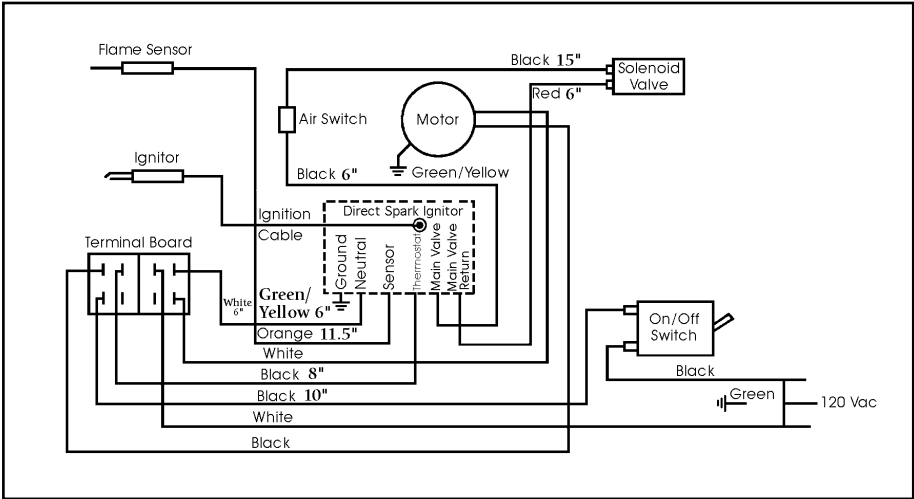 Flame Sensor
Black 15"
Solenoid
Valve
Red 6"
Air Switch
Motor
Ignitor
Black 6"
Green/Yellow
Ignition
Cable
Direct Spark Ignitor
Ground
Neutral
Sensor
Thermostat
Main Valve
Main Valve
Return
Terminal Board
White
6"
Green/
Yellow 6"
Orange 11.5"
White
Black 8"
Black 10"
White
Black
On/Off
Switch
Black
Green
120 Vac